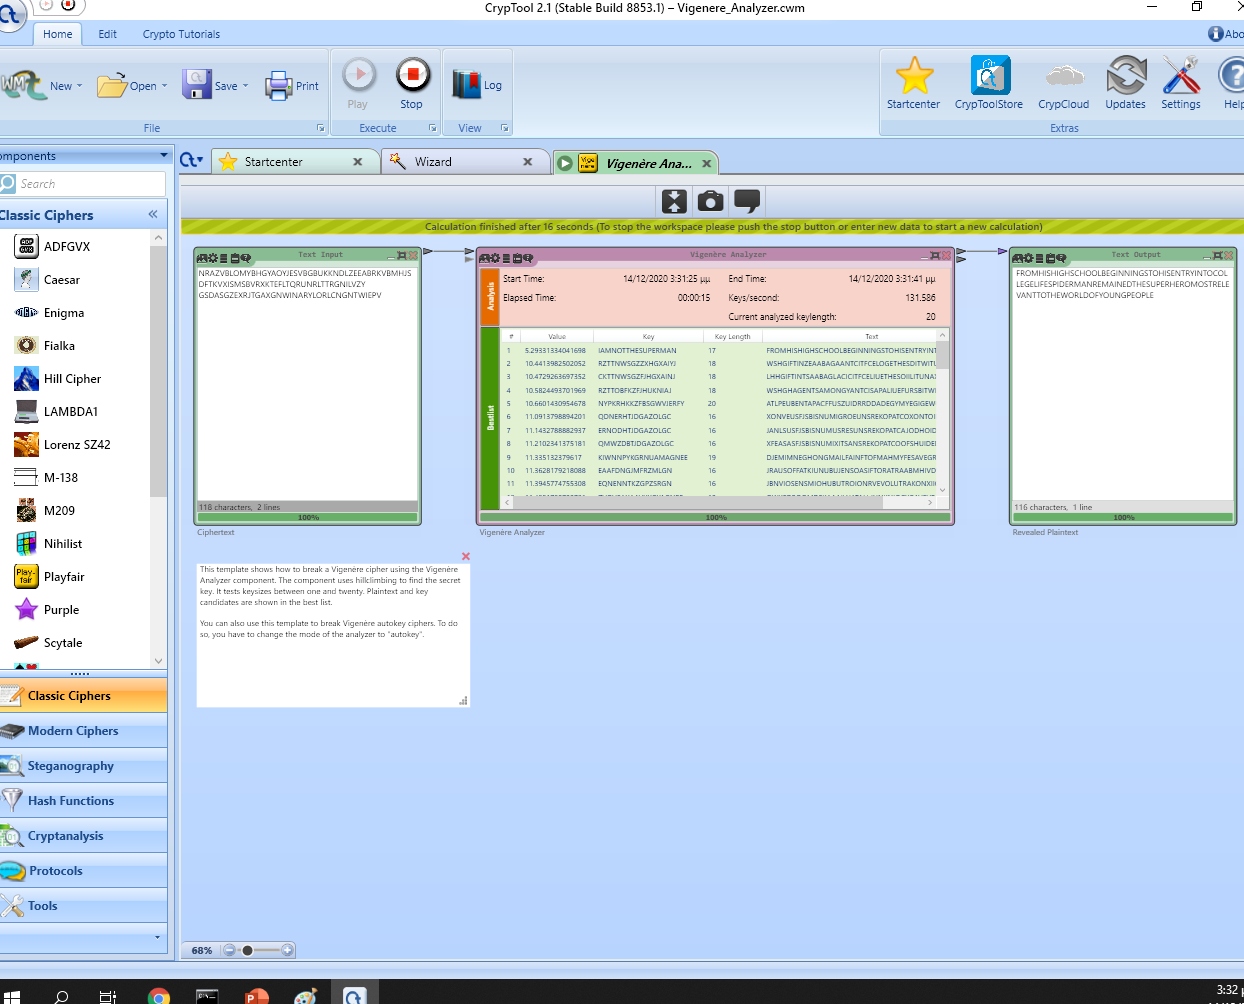 CrypTool 2.1 (Stable Build 8853.1) – Vigenere_Analyzer.cwm
Home Edit Crypto Tutorials
New Open Save Print
Play Stop
Log
Startcenter CrypToolStore CrypCloud Updates Settings
File Execute View Extras
Startcenter Wizard Vigenère Ana...
Search
Classic Ciphers
ADFGVX
Caesar
Enigma
Fialka
Hill Cipher
LAMBDA1
Lorenz SZ42
M-138
M209
Nihilist
Playfair
Purple
Scytale
Classic Ciphers
Modern Ciphers
Steganography
Hash Functions
Cryptanalysis
Protocols
Tools
Calculation finished after 16 seconds (To stop the workspace please push the stop button or enter new data to start a new calculation)
Text Input
NRAZVBLOMYBHGYAOYJESVBGBUKKNDLZEEABRKVBMHJS
DFTKVXISMSBVRXKTEFLTQRUNRLTTRGNILVZY
GSDASGZEXRJTGAXGNWINARYLORLCNGNTWIEPV
118 characters, 2 lines
100%
Ciphertext
Vigenère Analyzer
Analysis
Start Time: 14/12/2020 3:31:25 μμ End Time: 14/12/2020 3:31:41 μμ
Elapsed Time: 00:00:15 Keys/second: 131.586
Current analyzed keylength: 20
Bestlist
# Value Key Key Length Text
1 5.29331334041698 IAMNOTTHESUPERMAN 17 FROMHISHIGHSCHOOLBEGINNINGSTOHISENTRYINT
2 10.4413982502052 RZTTNWSGZZXHGXAIYJ 18 WSHGIFTINZEAABAGAANTCITFCELOGETHESDITWITU
3 10.4729263697352 CKTTNWSGZFJHGXAINJ 18 LHHGIFTINTSAABAGLACICITFCELIUETHESOIILITUNA
4 10.5824493701969 RZTTOBFKZFJHUKNIAJ 18 WSHGHAGENTSAMONGYANTCISAPALIUEFURSBITW
5 10.6601430954678 NYPKRHKKZFBSGWVJERFY 20 ATLPEUBENTAPACFFUSZUIDRRDDADEGYMYEGIGEW
6 11.0913798894201 QDNERHTJDGAZOLGC 16 XONVEUSFJSBISNUMIGROEUNSREKOPATCOXONTOI
7 11.1432788882937 ERNODHTJDGAZOLGC 16 JANLSUSFJSBISNUMUSRESUNSREKOPATCAJODHOID
8 11.2102341375181 QMWZDBTJDGAZOLGC 16 XFEASASFJSBISNUMIXITSANSREKOPATCOOFSHUIDE
9 11.335132379617 KIWNNPYKGRNUAMAGNEE 19 DJEMIMNEGHONGMAILFAINFTOFMAHMYFESAVEGR
10 11.3628179218088 EAAFDNGJMFRZMLGN 16 JRAUSOFFATKIUNUBUJENSOASIFTORATRAABMHIVD
11 11.3945774755308 EQNENNTKZGPZSRGN 16 JBNVIOSENSMIOHUBUTROIONRVEVOLUTRAKONXII
100%
Vigenère Analyzer
Text Output
FROMHISHIGHSCHOOLBEGINNINGSTOHISENTRYINTOCOL
LEGELIFESPIDERMANREMAINEDTHESUPERHEROMOSTRELE
VANTTOTHEWORLDOFYOUNGPEOPLE
116 characters, 1 line
100%
Revealed Plaintext
This template shows how to break a Vigenère cipher using the Vigenère
Analyzer component. The component uses hillclimbing to find the secret
key. It tests keysizes between one and twenty. Plaintext and key
candidates are shown in the best list.
You can also use this template to break Vigenère autokey ciphers. To do
so, you have to change the mode of the analyzer to "autokey".
68%
3:32